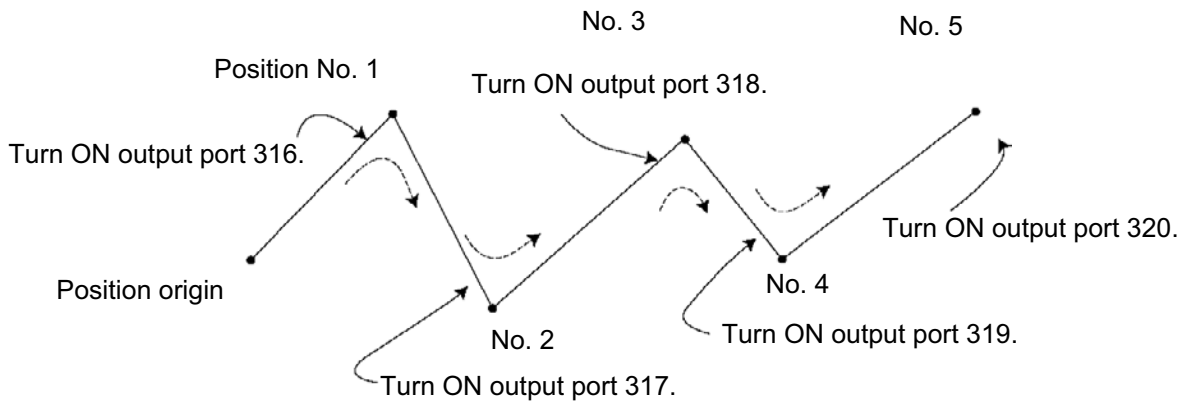 No. 3
No. 5
Position No. 1
Turn ON output port 318.
Turn ON output port 316.
Turn ON output port 320.
Position origin
No. 4
No. 2
Turn ON output port 319.
Turn ON output port 317.